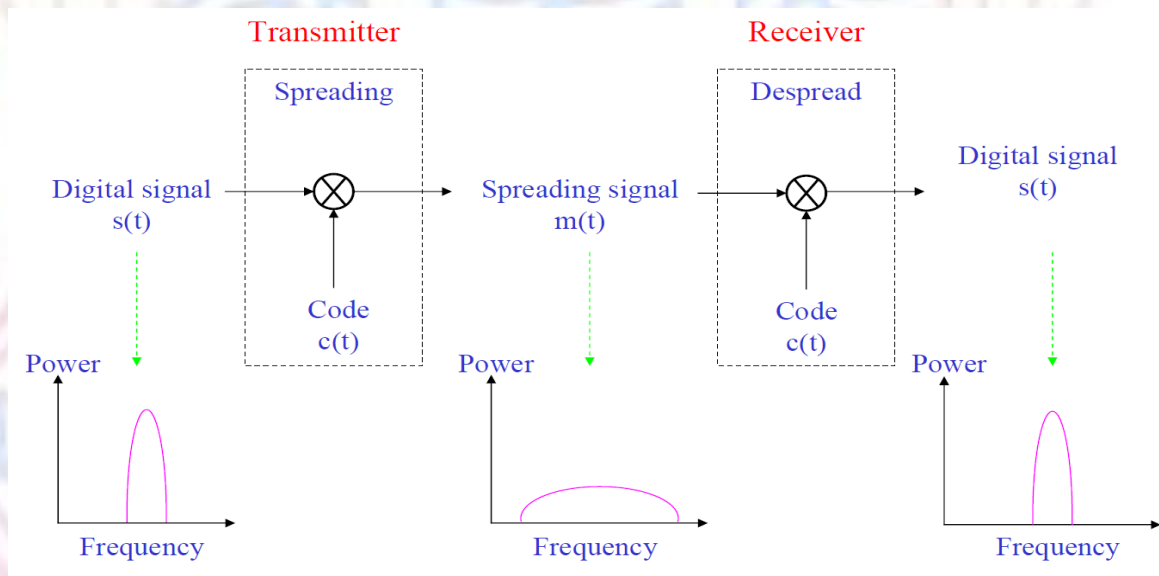 Transmitter
Receiver
Spreading
Despread
Digital signal
s(t)
Spreading signal
m(t)
Digital signal
s(t)
Code
c(t)
Code
c(t)
Power
Frequency
Power
Frequency
Power
Frequency